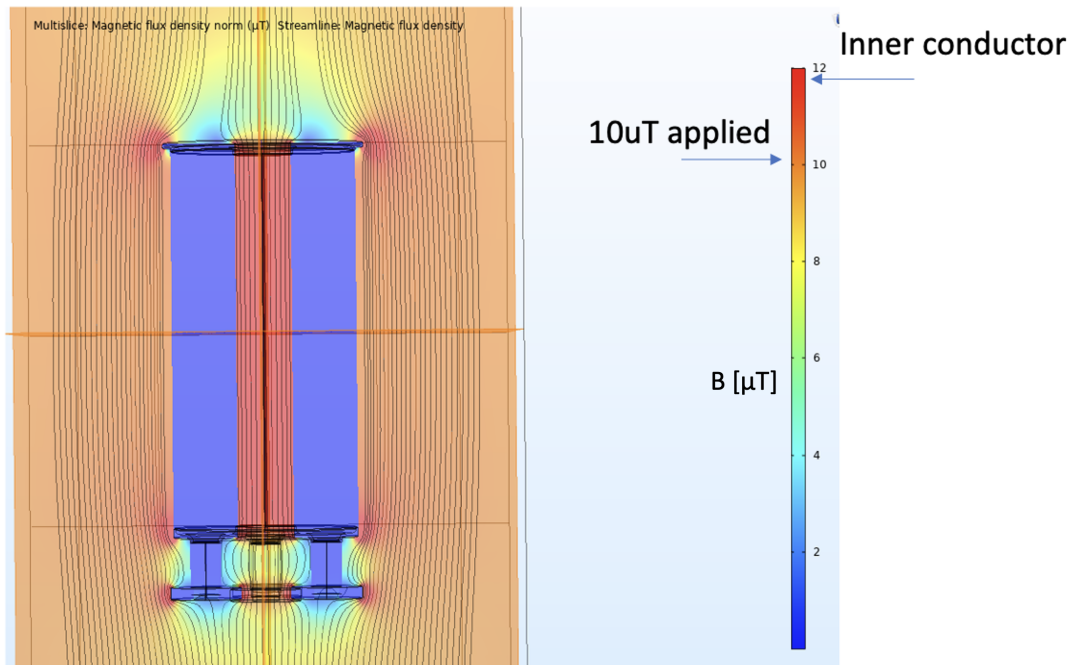 Multislice: Magnetic flux density norm (μT)  Streamline: Magnetic flux density
Inner conductor
12
10uT applied
10
8
6
B [μT]
4
2